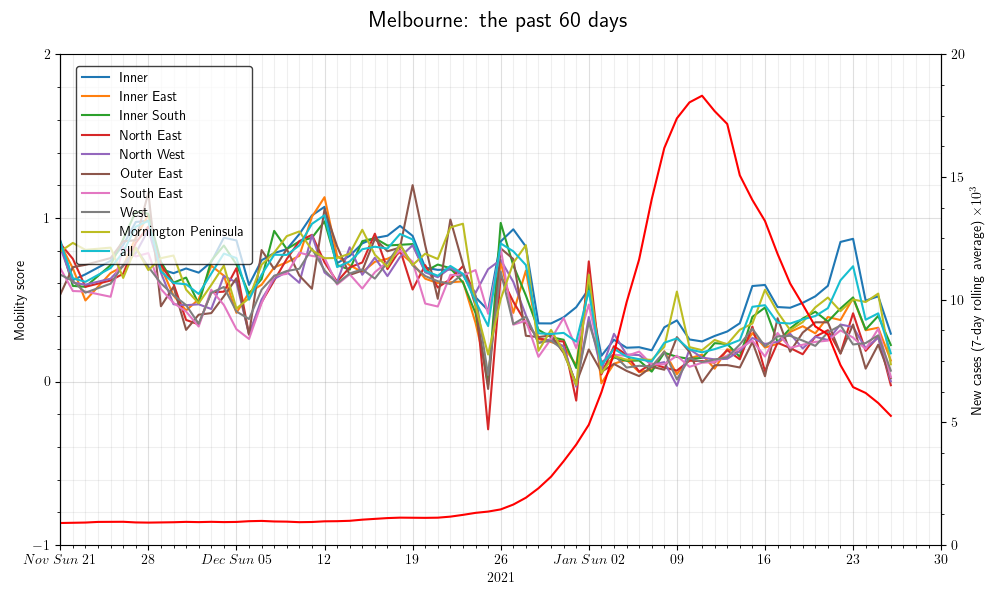 Melbourne: the past 60 days
2
1
0
−1
Mobility score
Inner
Inner East
Inner South
North East
North West
Outer East
South East
West
Mornington Peninsula
all
20
15
10
5
0
New cases (7-day rolling average) ×10³
Nov Sun 21 28 Dec Sun 05 12 19 26 Jan Sun 02 09 16 23 30
2021